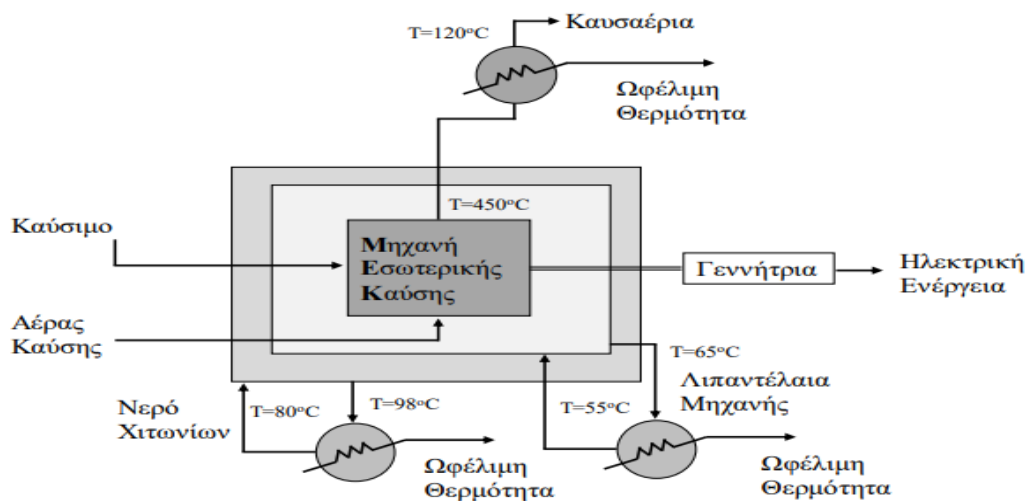 T=120°C
Καυσαέρια
Ωφέλιμη
Θερμότητα
T=450°C
Καύσιμο
Μηχανή
Εσωτερικής
Καύσης
Γεννήτρια
Ηλεκτρική
Ενέργεια
Αέρας
Καύσης
T=65°C
Λιπαντέλαια
Μηχανής
Νερό
Χιτωνίων
T=80°C
T=98°C
T=55°C
Ωφέλιμη
Θερμότητα
Ωφέλιμη
Θερμότητα